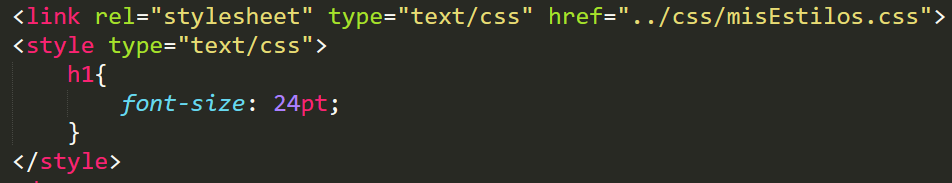 <link rel="stylesheet" type="text/css" href="../css/misEstilos.css">
<style type="text/css">
h1{
font-size: 24pt;
}
</style>